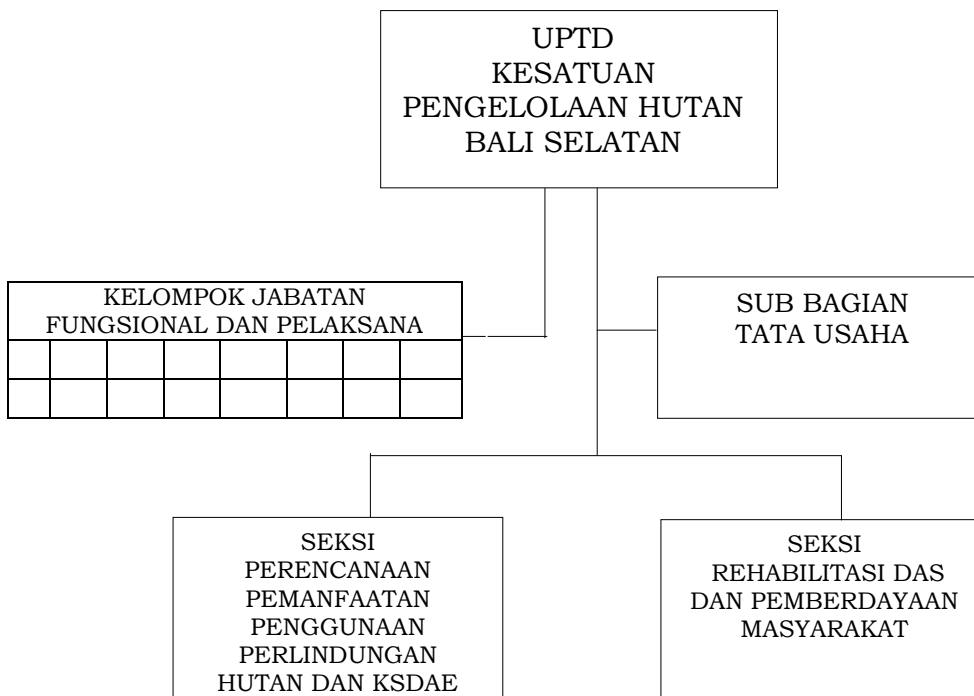 UPTD
KESATUAN
PENGELOLAAN HUTAN
BALI SELATAN
KELOMPOK JABATAN
FUNGSIONAL DAN PELAKSANA
SUB BAGIAN
TATA USAHA
SEKSI
PERENCANAAN
PEMANFAATAN
PENGGUNAAN
PERLINDUNGAN
HUTAN DAN KSDAE
SEKSI
REHABILITASI DAS
DAN PEMBERDAYAAN
MASYARAKAT